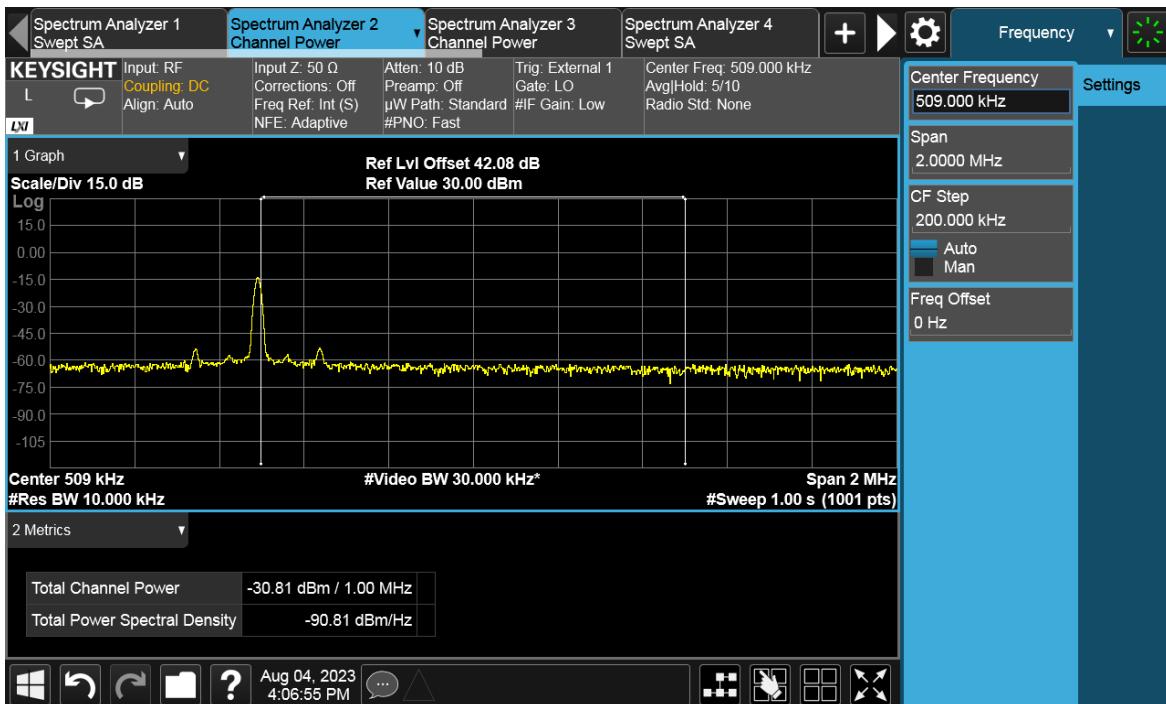 Spectrum Analyzer 1
Swept SA
Spectrum Analyzer 2
Channel Power
Spectrum Analyzer 3
Channel Power
Spectrum Analyzer 4
Swept SA
+
Frequency
KEYSIGHT
L
LXI
Input: RF
Coupling: DC
Align: Auto
Input Z: 50 Ω
Corrections: Off
Freq Ref: Int (S)
NFE: Adaptive
Atten: 10 dB
Preamp: Off
µW Path: Standard
#PNO: Fast
Trig: External 1
Gate: LO
#IF Gain: Low
Center Freq: 509.000 kHz
Avg|Hold: 5/10
Radio Std: None
Center Frequency
509.000 kHz
Settings
Span
2.0000 MHz
CF Step
200.000 kHz
Auto
Man
Freq Offset
0 Hz
1 Graph
Scale/Div 15.0 dB
Ref Lvl Offset 42.08 dB
Ref Value 30.00 dBm
Log
15.0
0.00
-15.0
-30.0
-45.0
-60.0
-75.0
-90.0
-105
Center 509 kHz
#Res BW 10.000 kHz
#Video BW 30.000 kHz*
Span 2 MHz
#Sweep 1.00 s (1001 pts)
2 Metrics
Total Channel Power -30.81 dBm / 1.00 MHz
Total Power Spectral Density -90.81 dBm/Hz
?
Aug 04, 2023
4:06:55 PM